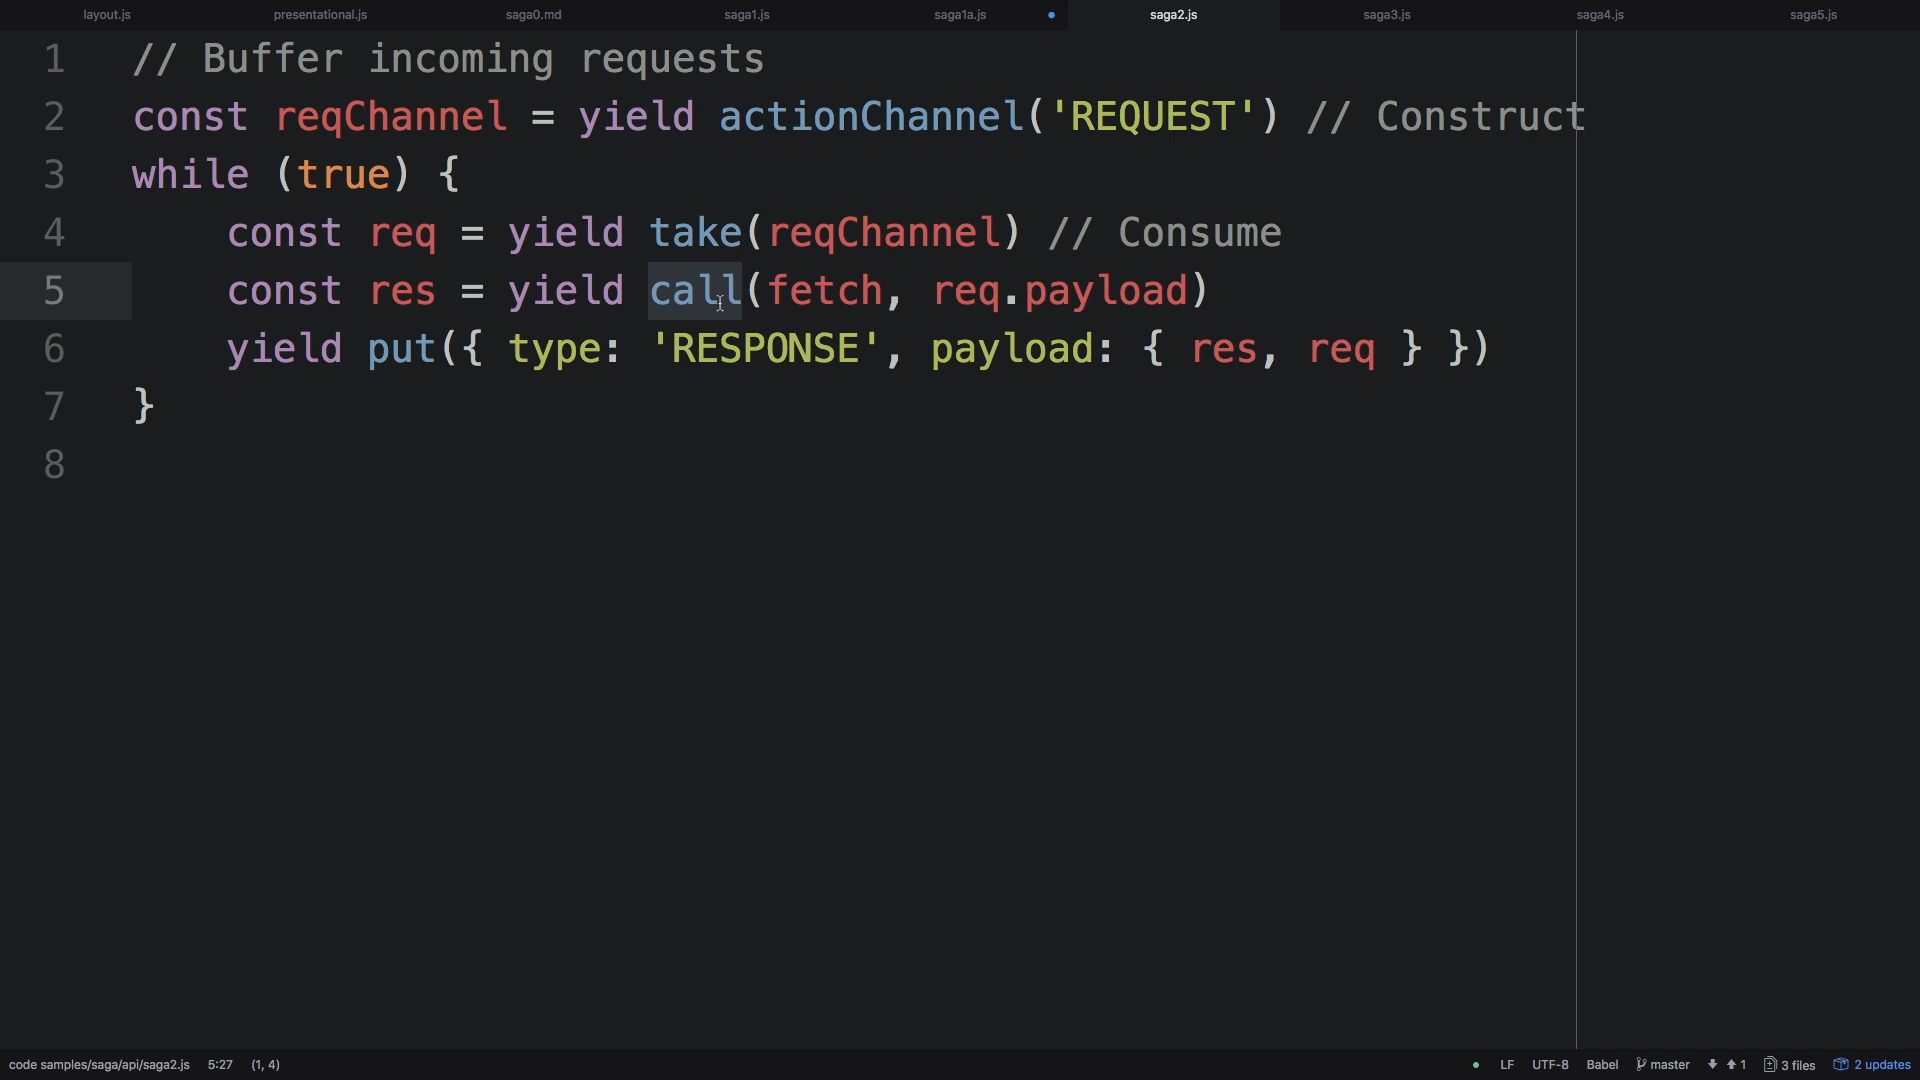 layout.js presentational.js saga0.md saga1.js saga1a.js saga2.js saga3.js saga4.js saga5.js
1 // Buffer incoming requests
2 const reqChannel = yield actionChannel('REQUEST') // Construct
3 while (true) {
4 const req = yield take(reqChannel) // Consume
5 const res = yield call(fetch, req.payload)
6 yield put({ type: 'RESPONSE', payload: { res, req } })
7 }
8
code samples/saga/api/saga2.js 5:27 (1, 4) LF UTF-8 Babel master 1 3 files 2 updates